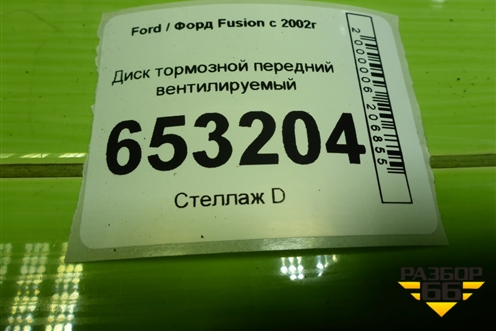 Ford / Форд Fusion с 2002г
Диск тормозной передний
вентилируемый
653204
Стеллаж D
2000006206855
РАЗБОР
66